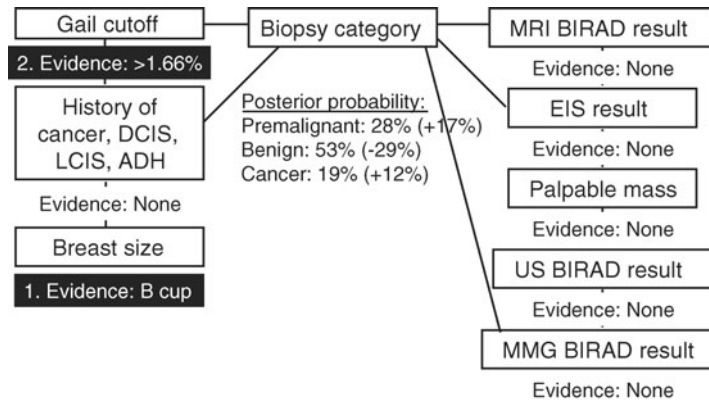 Gail cutoff
2. Evidence: >1.66%
History of
cancer, DCIS,
LCIS, ADH
Evidence: None
Breast size
1. Evidence: B cup
Biopsy category
Posterior probability:
Premalignant: 28% (+17%)
Benign: 53% (-29%)
Cancer: 19% (+12%)
MRI BIRAD result
Evidence: None
EIS result
Evidence: None
Palpable mass
Evidence: None
US BIRAD result
Evidence: None
MMG BIRAD result
Evidence: None